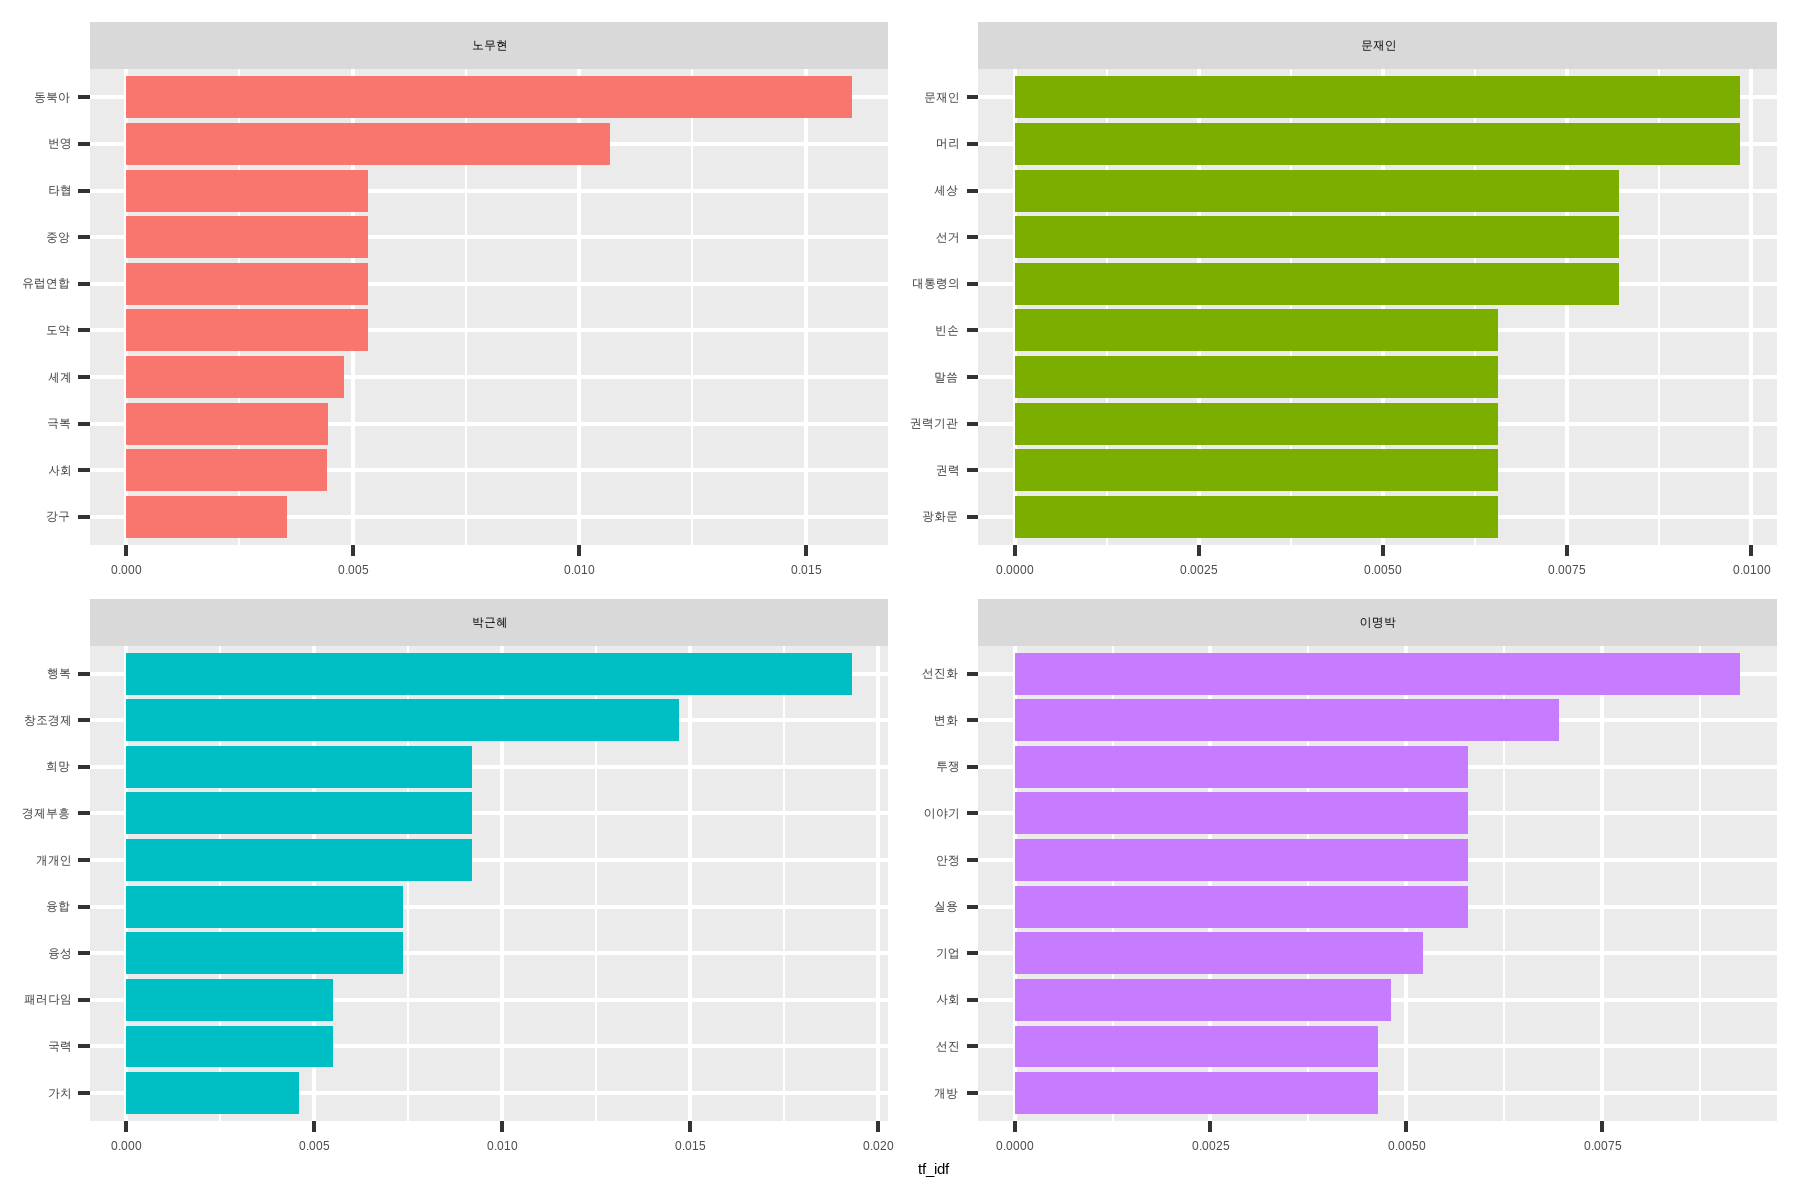 노무현
동북아
번영
타협
중앙
유럽연합
도약
세계
극복
사회
강구
0.000 0.005 0.010 0.015
문재인
문재인
머리
세상
선거
대통령의
빈손
말씀
권력기관
권력
광화문
0.0000 0.0025 0.0050 0.0075 0.0100
박근혜
행복
창조경제
희망
경제부흥
개개인
융합
융성
패러다임
국력
가치
0.000 0.005 0.010 0.015 0.020
이명박
선진화
변화
투쟁
이야기
안정
실용
기업
사회
선진
개방
0.0000 0.0025 0.0050 0.0075
tf_idf